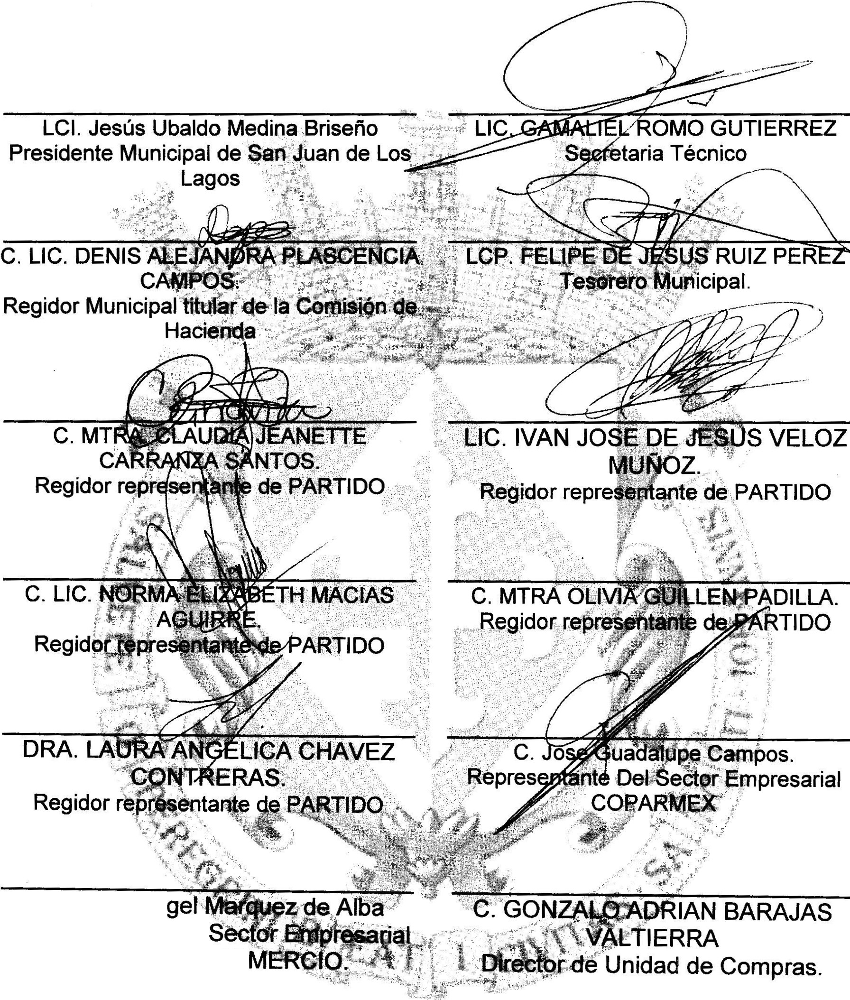 LCI. Jesús Ubaldo Medina Briseño
Presidente Municipal de San Juan de Los
Lagos
LIC. GAMALIEL ROMO GUTIERREZ
Secretaria Técnico
C. LIC. DENIS ALEJANDRA PLASCENCIA
CAMPOS.
Regidor Municipal titular de la Comisión de
Hacienda
LCP. FELIPE DE JESUS RUIZ PEREZ
Tesorero Municipal.
C. MTRA. CLAUDIA JEANETTE
CARRANZA SANTOS.
Regidor representante de PARTIDO
LIC. IVAN JOSE DE JESUS VELOZ
MUÑOZ.
Regidor representante de PARTIDO
C. LIC. NORMA ELIZABETH MACIAS
AGUIRRE.
Regidor representante de PARTIDO
C. MTRA OLIVIA GUILLEN PADILLA.
Regidor representante de PARTIDO
DRA. LAURA ANGELICA CHAVEZ
CONTRERAS.
Regidor representante de PARTIDO
C. Jose Guadalupe Campos.
Representante Del Sector Empresarial
COPARMEX
gel Marquez de Alba
Sector Empresarial
MERCIO.
C. GONZALO ADRIAN BARAJAS
VALTIERRA
Director de Unidad de Compras.